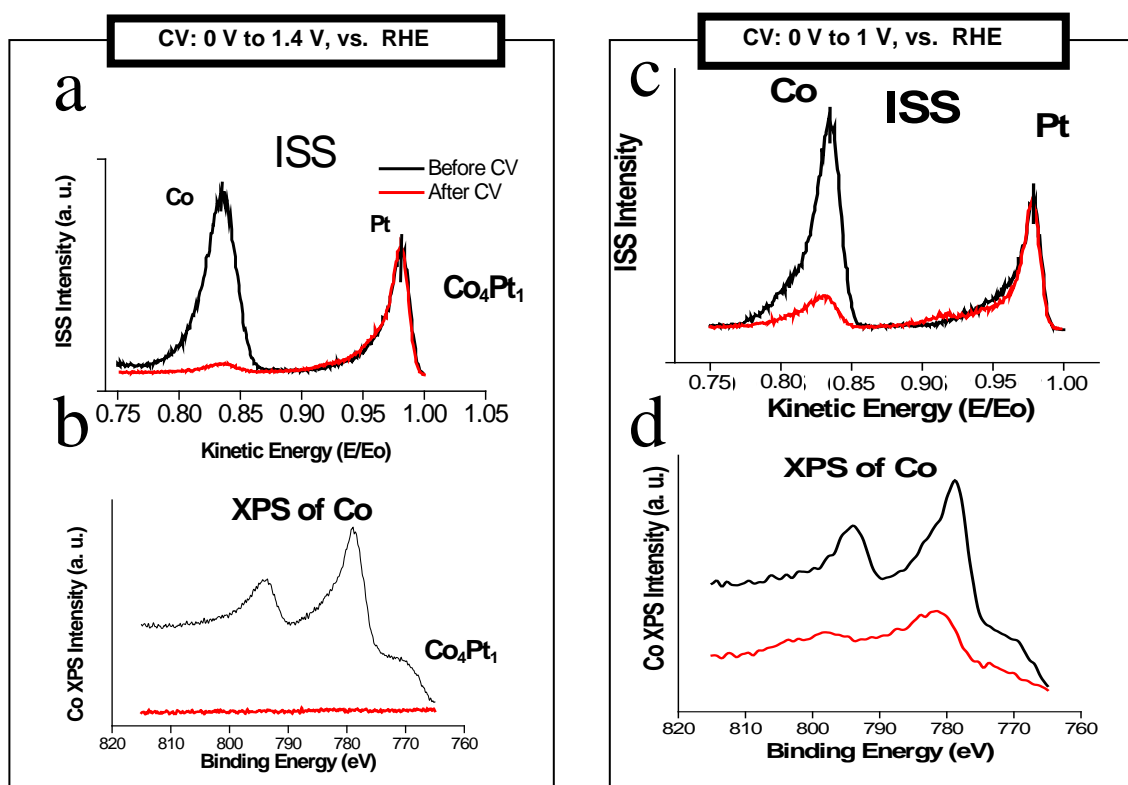 CV: 0 V to 1.4 V, vs. RHE
a
ISS
Before CV
After CV
Co
Pt
Co4Pt1
ISS Intensity (a. u.)
0.75 0.80 0.85 0.90 0.95 1.00 1.05
Kinetic Energy (E/Eo)
b
XPS of Co
Co4Pt1
Co XPS Intensity (a. u.)
820 810 800 790 780 770 760
Binding Energy (eV)
CV: 0 V to 1 V, vs. RHE
c
Co
ISS
Pt
ISS Intensity
0.75 0.80 0.85 0.90 0.95 1.00
Kinetic Energy (E/Eo)
d
XPS of Co
Co XPS Intensity (a. u.)
820 810 800 790 780 770 760
Binding Energy (eV)